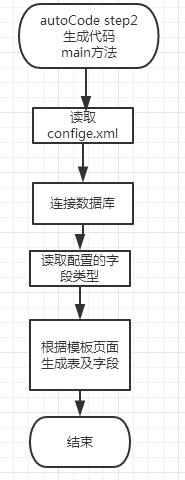 autoCode step2
生成代码
main方法
读取
confige.xml
连接数据库
读取配置的字
段类型
根据模板页面
生成表及字段
结束